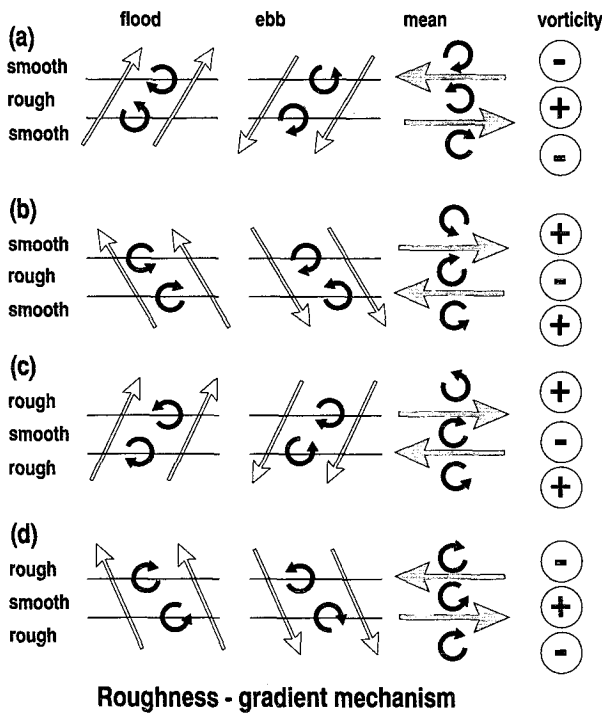 flood ebb mean vorticity
(a)
smooth
rough
smooth
-
+
-
(b)
smooth
rough
smooth
+
-
+
(c)
rough
smooth
rough
+
-
+
(d)
rough
smooth
rough
-
+
-
Roughness - gradient mechanism